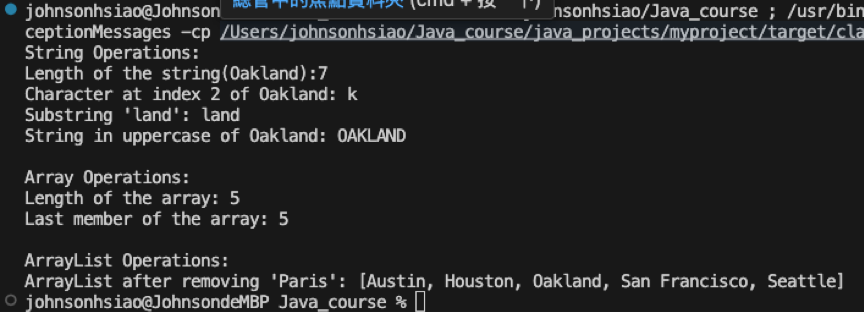 johnsonhsiao@Johnson nsonhsiao/Java_course ; /usr/bin
(cmd + 按一下)
ceptionMessages -cp /Users/johnsonhsiao/Java_course/java_projects/myproject/target/cla
String Operations:
Length of the string(Oakland):7
Character at index 2 of Oakland: k
Substring 'land': land
String in uppercase of Oakland: OAKLAND
Array Operations:
Length of the array: 5
Last member of the array: 5
ArrayList Operations:
ArrayList after removing 'Paris': [Austin, Houston, Oakland, San Francisco, Seattle]
johnsonhsiao@JohnsondeMBP Java_course %